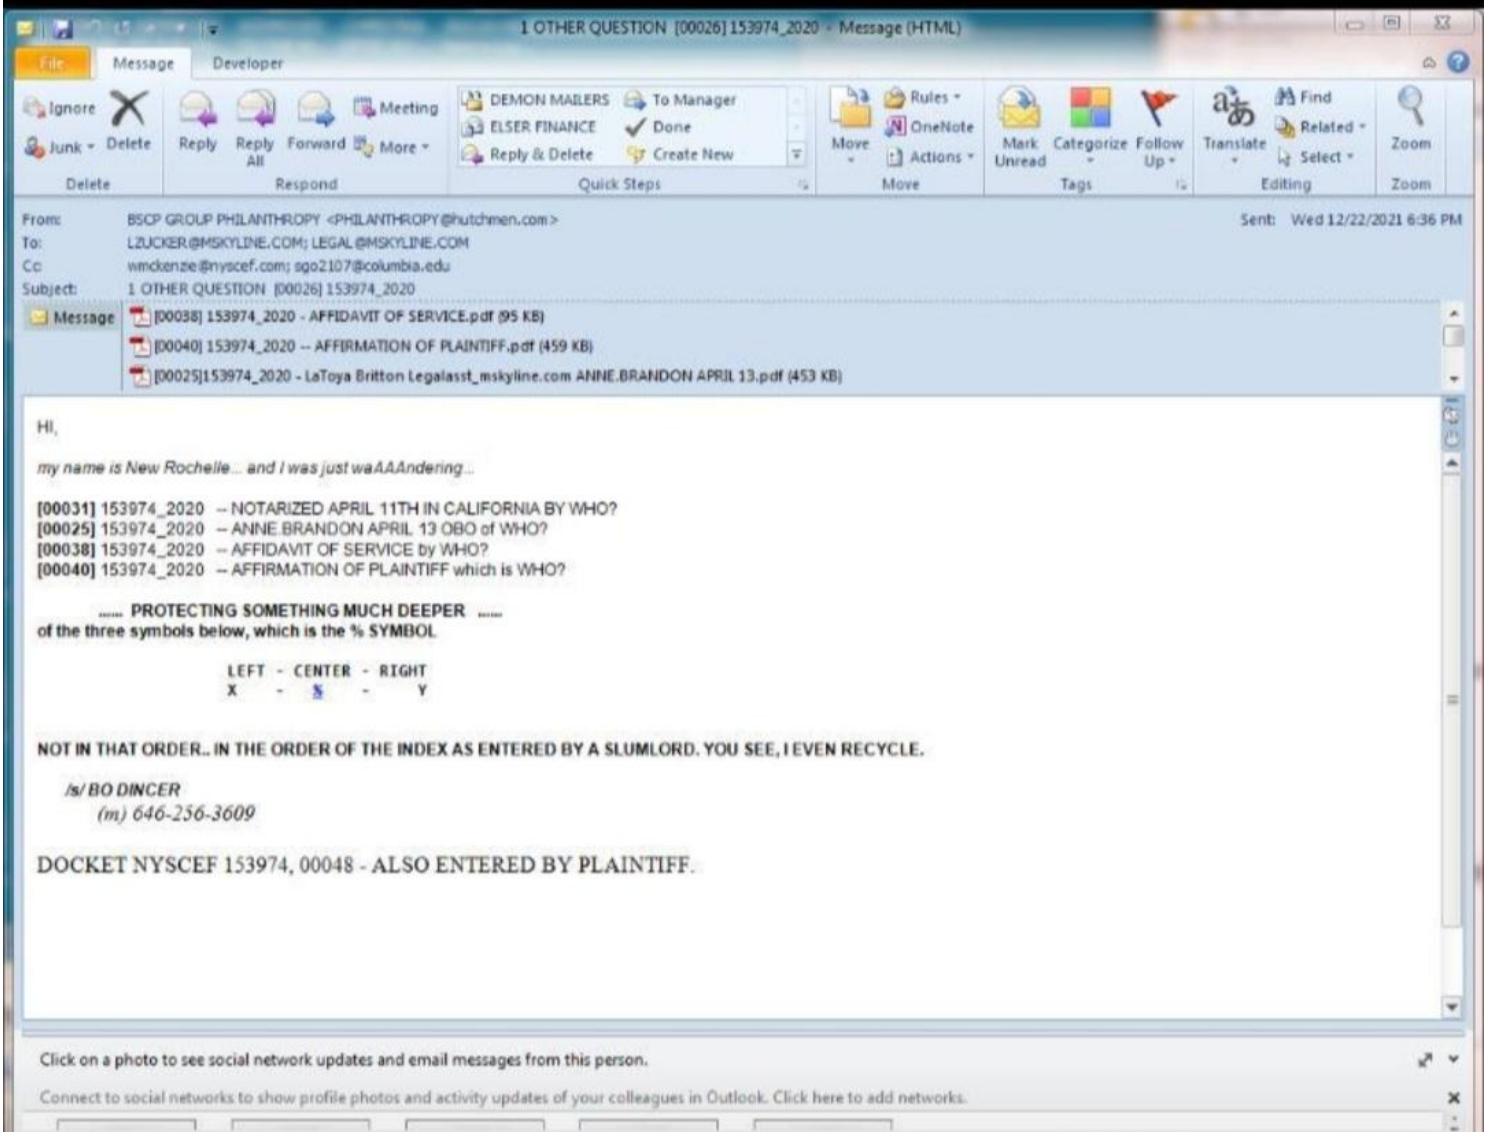 1 OTHER QUESTION [00026] 153974_2020 - Message (HTML)
File Message Developer
Ignore
Junk
Delete
Delete
Reply
Reply All
Forward
Meeting
More
Respond
DEMON MAILERS
ELSER FINANCE
Reply & Delete
To Manager
Done
Create New
Quick Steps
Move
Rules
OneNote
Actions
Move
Mark Unread
Categorize
Follow Up
Tags
Translate
Find
Related
Select
Editing
Zoom
Zoom
From: BSCP GROUP PHILANTHROPY <PHILANTHROPY@hutchmen.com> Sent: Wed 12/22/2021 6:36 PM
To: LZUCKER@MSKYLINE.COM; LEGAL@MSKYLINE.COM
Cc: wmckenzie@nyscef.com; sgo2107@columbia.edu
Subject: 1 OTHER QUESTION [00026] 153974_2020
Message [00038] 153974_2020 - AFFIDAVIT OF SERVICE.pdf (95 KB)
[00040] 153974_2020 -- AFFIRMATION OF PLAINTIFF.pdf (459 KB)
[00025]153974_2020 - LaToya Britton Legalasst_mskyline.com ANNE.BRANDON APRIL 13.pdf (453 KB)
HI,
my name is New Rochelle... and I was just waAAAndering...
[00031] 153974_2020 -- NOTARIZED APRIL 11TH IN CALIFORNIA BY WHO?
[00025] 153974_2020 -- ANNE.BRANDON APRIL 13 OBO of WHO?
[00038] 153974_2020 -- AFFIDAVIT OF SERVICE by WHO?
[00040] 153974_2020 -- AFFIRMATION OF PLAINTIFF which is WHO?
...... PROTECTING SOMETHING MUCH DEEPER ......
of the three symbols below, which is the % SYMBOL
LEFT - CENTER - RIGHT
X - % - Y
NOT IN THAT ORDER.. IN THE ORDER OF THE INDEX AS ENTERED BY A SLUMLORD. YOU SEE, I EVEN RECYCLE.
/s/ BO DINCER
(m) 646-256-3609
DOCKET NYSCEF 153974, 00048 - ALSO ENTERED BY PLAINTIFF.
Click on a photo to see social network updates and email messages from this person.
Connect to social networks to show profile photos and activity updates of your colleagues in Outlook. Click here to add networks.